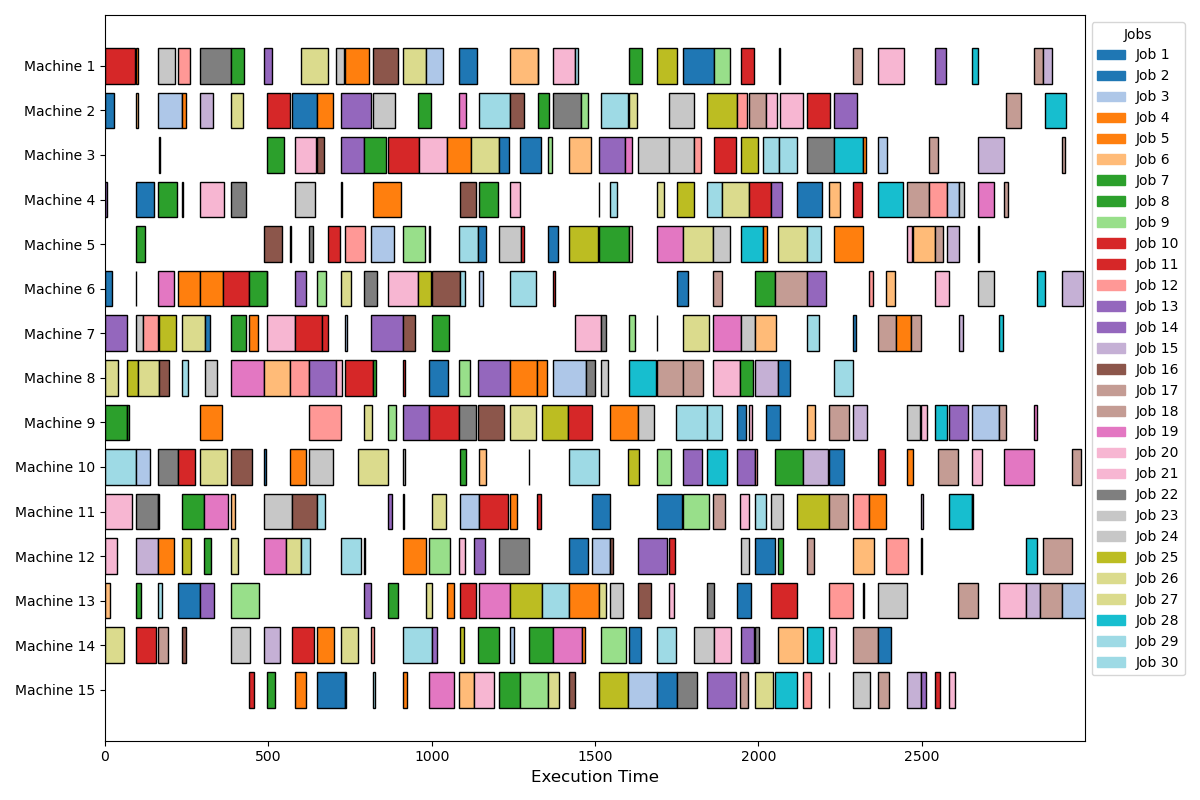 Machine 1
Machine 2
Machine 3
Machine 4
Machine 5
Machine 6
Machine 7
Machine 8
Machine 9
Machine 10
Machine 11
Machine 12
Machine 13
Machine 14
Machine 15
0 500 1000 1500 2000 2500
Execution Time
Jobs
Job 1
Job 2
Job 3
Job 4
Job 5
Job 6
Job 7
Job 8
Job 9
Job 10
Job 11
Job 12
Job 13
Job 14
Job 15
Job 16
Job 17
Job 18
Job 19
Job 20
Job 21
Job 22
Job 23
Job 24
Job 25
Job 26
Job 27
Job 28
Job 29
Job 30